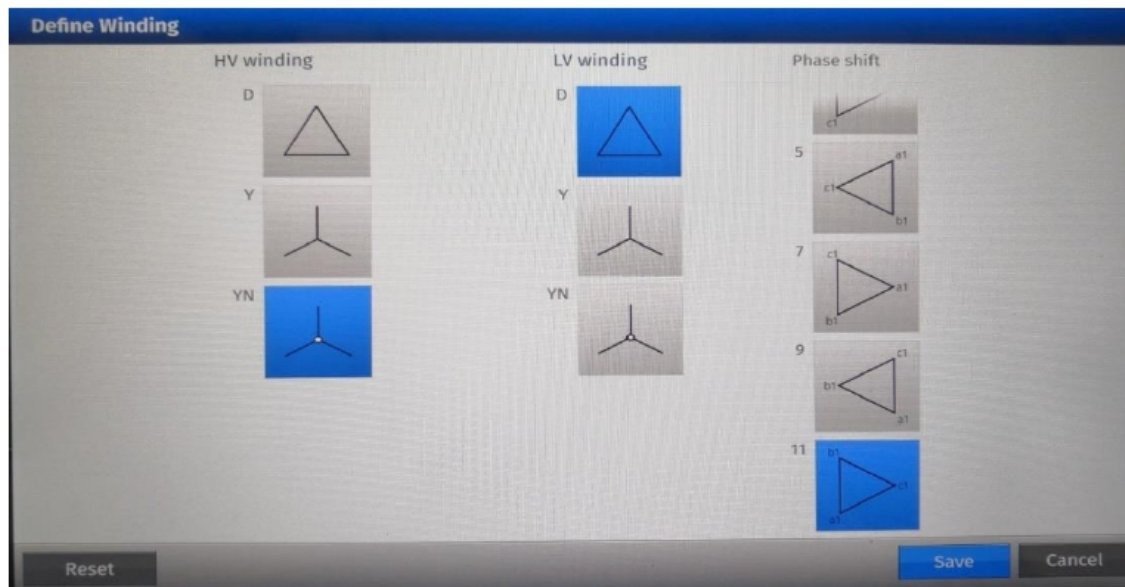 Define Winding
HV winding
LV winding
Phase shift
D
D
c1
5
a1
c1
b1
Y
Y
7
c1
a1
b1
YN
YN
9
c1
b1
a1
11
b1
c1
a1
Reset
Save
Cancel